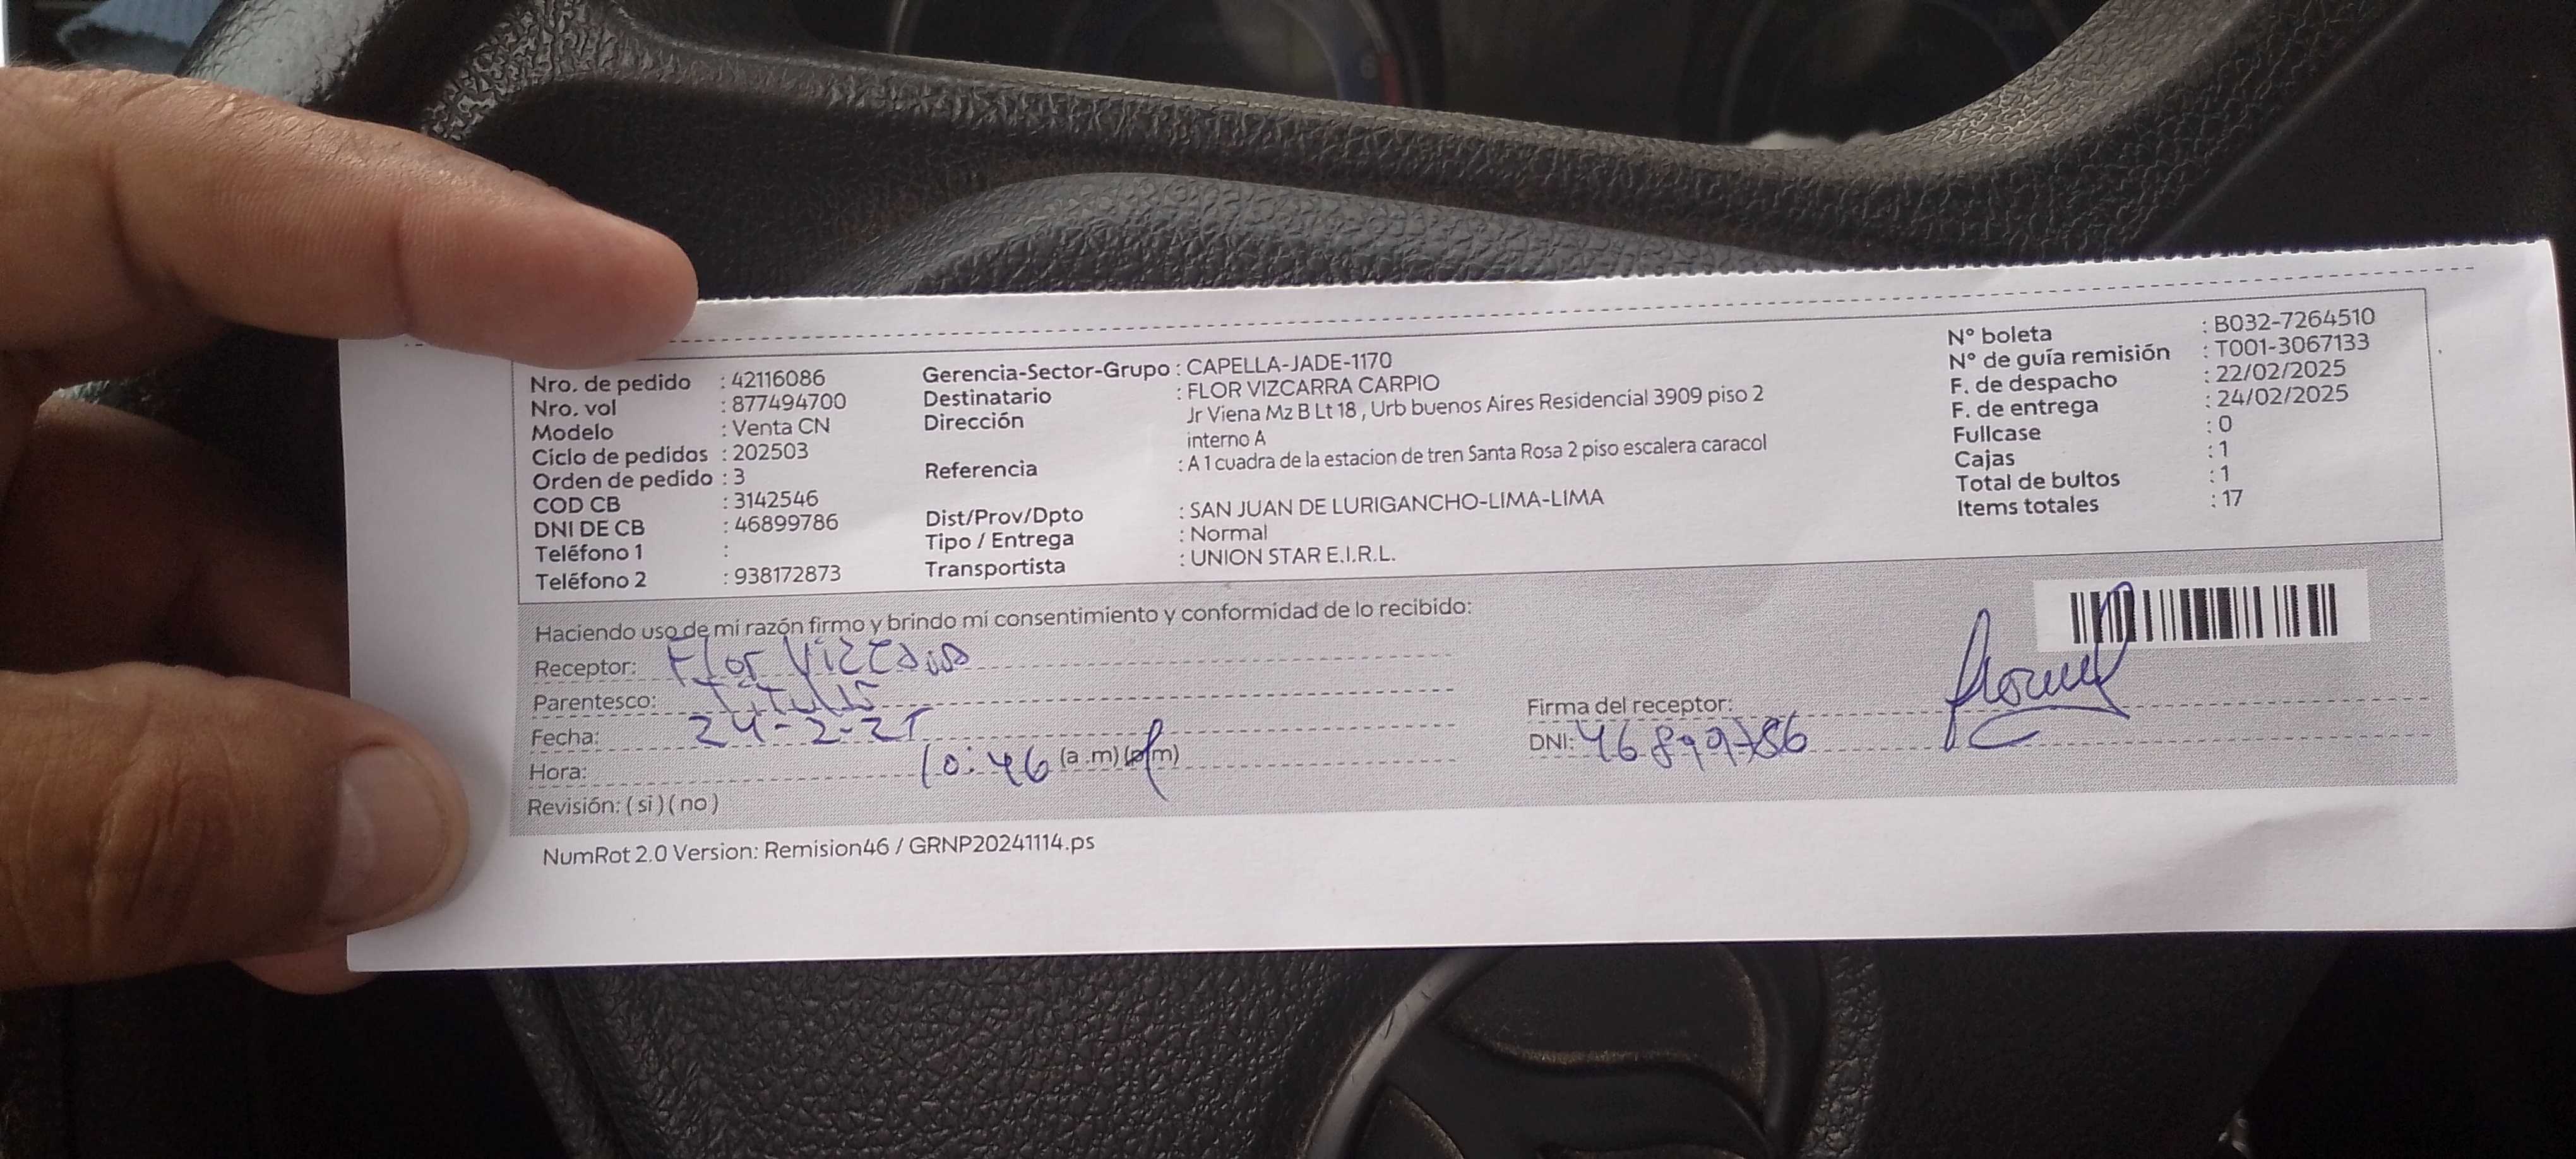 Nro. de pedido : 42116086
Nro. vol : 877494700
Modelo : Venta CN
Ciclo de pedidos : 202503
Orden de pedido : 3
COD CB : 3142546
DNI DE CB : 46899786
Teléfono 1 :
Teléfono 2 : 938172873
Gerencia-Sector-Grupo : CAPELLA-JADE-1170
Destinatario : FLOR VIZCARRA CARPIO
Dirección Jr Viena Mz B Lt 18 , Urb buenos Aires Residencial 3909 piso 2
interno A
Referencia : A 1 cuadra de la estacion de tren Santa Rosa 2 piso escalera caracol
Dist/Prov/Dpto : SAN JUAN DE LURIGANCHO-LIMA-LIMA
Tipo / Entrega : Normal
Transportista : UNION STAR E.I.R.L.
N° boleta : B032-7264510
N° de guía remisión : T001-3067133
F. de despacho : 22/02/2025
F. de entrega : 24/02/2025
Fullcase : 0
Cajas : 1
Total de bultos : 1
Items totales : 17
Haciendo uso de mi razón firmo y brindo mi consentimiento y conformidad de lo recibido:
Receptor: Flor
Parentesco:
Fecha: 24-2-25
Hora: 10:46 (a .m) (p.m)
Revisión: ( si ) ( no )
Firma del receptor:
DNI: 46899786
NumRot 2.0 Version: Remision46 / GRNP20241114.ps